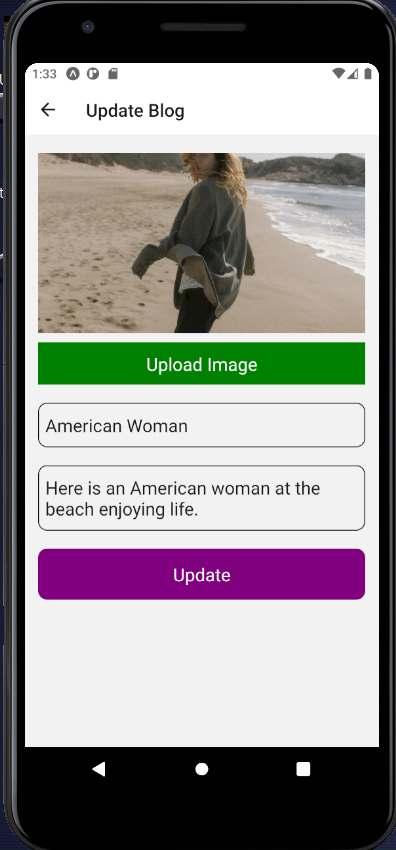 1:33
Update Blog
Upload Image
American Woman
Here is an American woman at the
beach enjoying life.
Update